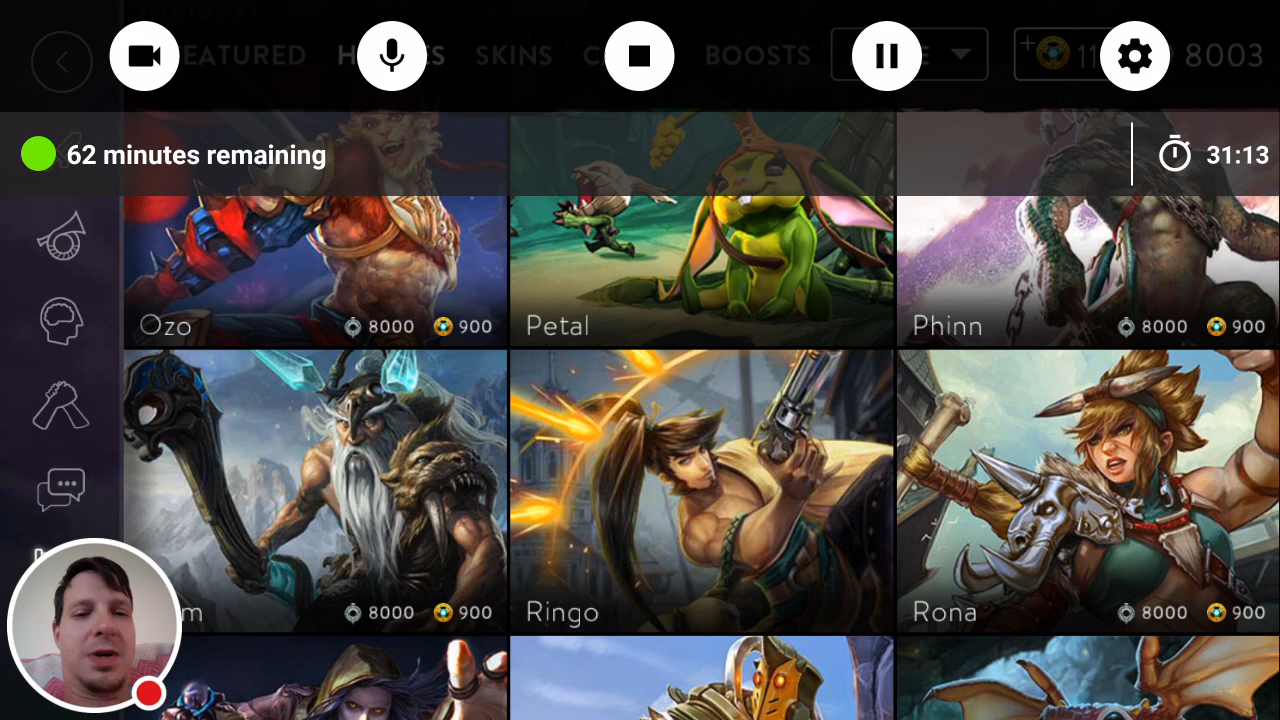 EATURED H S SKINS C BOOSTS E + 11 8003
62 minutes remaining 31:13
Ozo 8000 900 Petal Phinn 8000 900
m 8000 900 Ringo Rona 8000 900